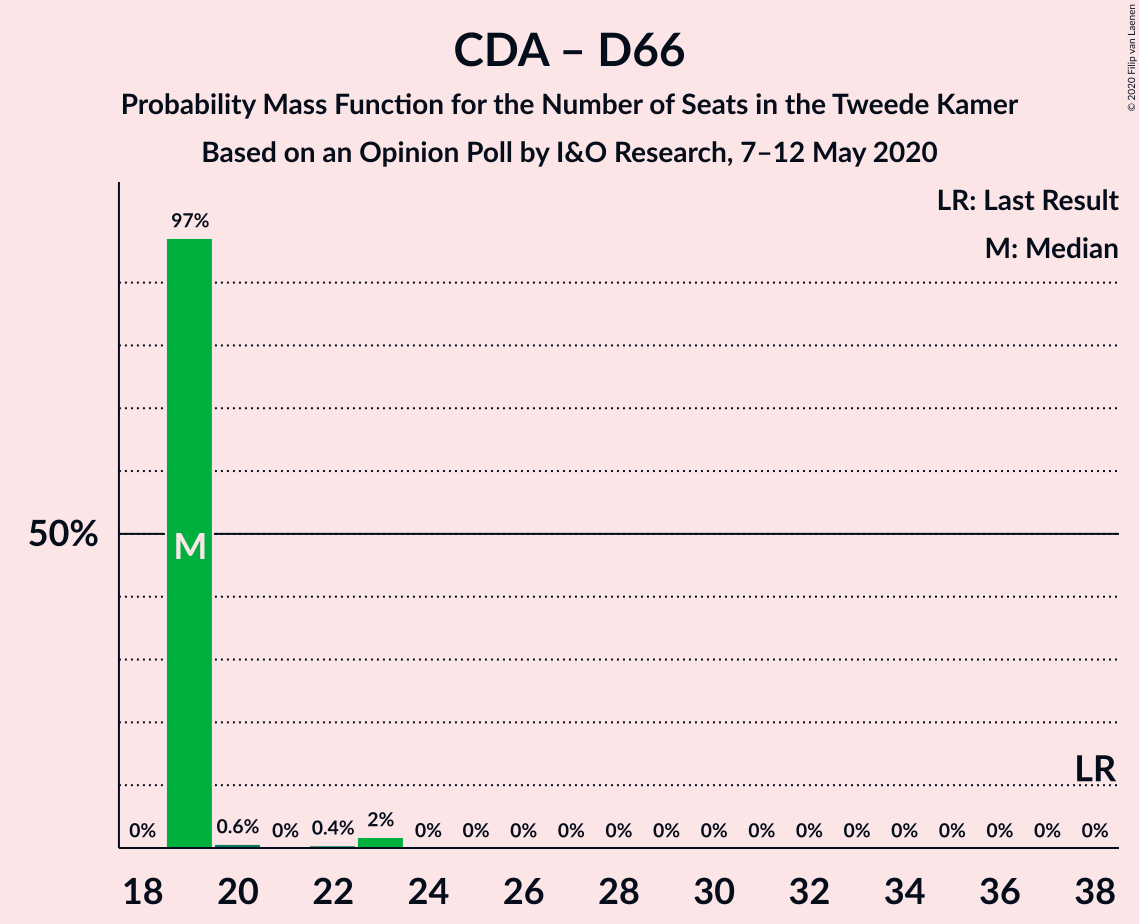 CDA – D66
Probability Mass Function for the Number of Seats in the Tweede Kamer
Based on an Opinion Poll by I&O Research, 7–12 May 2020
© 2020 Filip van Laenen
LR: Last Result
M: Median
97%
50%
M
LR
0% 0.6% 0% 0.4% 2% 0% 0% 0% 0% 0% 0% 0% 0% 0% 0% 0% 0% 0% 0% 0%
18 20 22 24 26 28 30 32 34 36 38